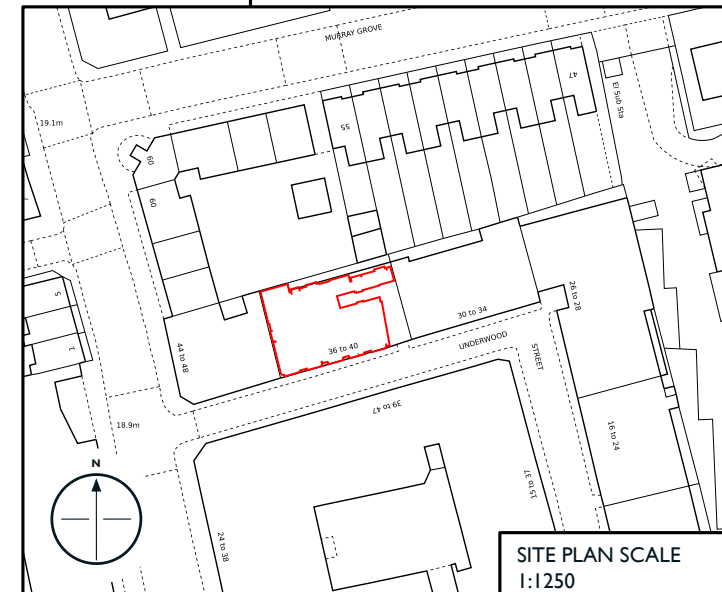 MURRAY GROVE
47
El Sub Sta
19.1m
55
60
60
5
1
26 to 28
30 to 34
UNDERWOOD
STREET
36 to 40
44 to 48
39 to 47
18.9m
16 to 24
N
15 to 37
24 to 38
SITE PLAN SCALE
1:1250